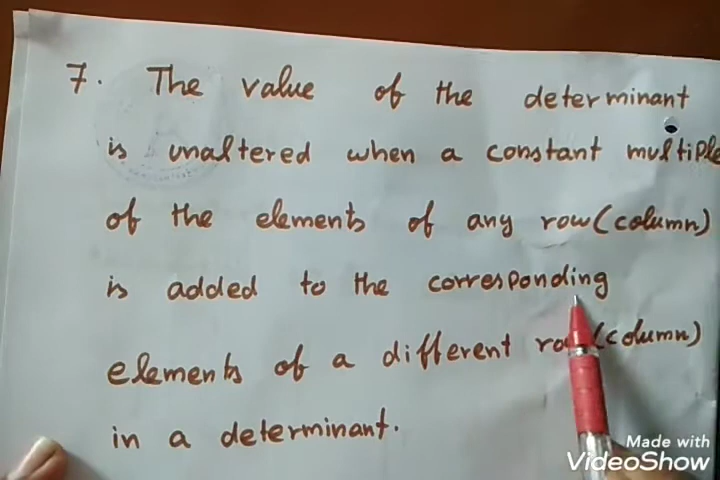 7. The value of the determinant
is unaltered when a constant multiple
of the elements of any row (column)
is added to the corresponding
elements of a different row (column)
in a determinant.
Made with
VideoShow